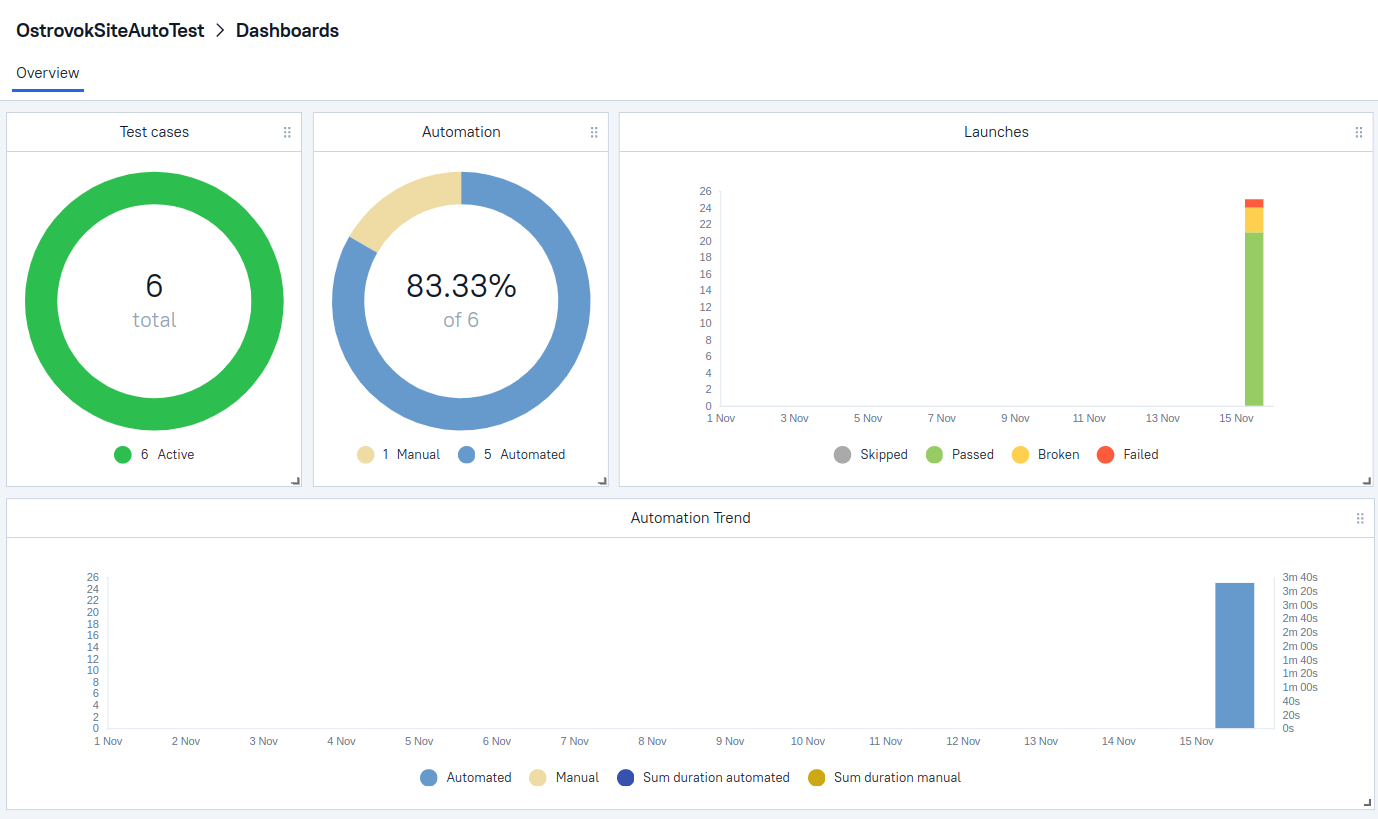 OstrovokSiteAutoTest > Dashboards
Overview
Test cases
6
total
6 Active
Automation
83.33%
of 6
1 Manual 5 Automated
Launches
26
24
22
20
18
16
14
12
10
8
6
4
2
0
1 Nov 3 Nov 5 Nov 7 Nov 9 Nov 11 Nov 13 Nov 15 Nov
Skipped Passed Broken Failed
Automation Trend
26
24
22
20
18
16
14
12
10
8
6
4
2
0
3m 40s
3m 20s
3m 00s
2m 40s
2m 20s
2m 00s
1m 40s
1m 20s
1m 00s
40s
20s
0s
1 Nov 2 Nov 3 Nov 4 Nov 5 Nov 6 Nov 7 Nov 8 Nov 9 Nov 10 Nov 11 Nov 12 Nov 13 Nov 14 Nov 15 Nov
Automated Manual Sum duration automated Sum duration manual